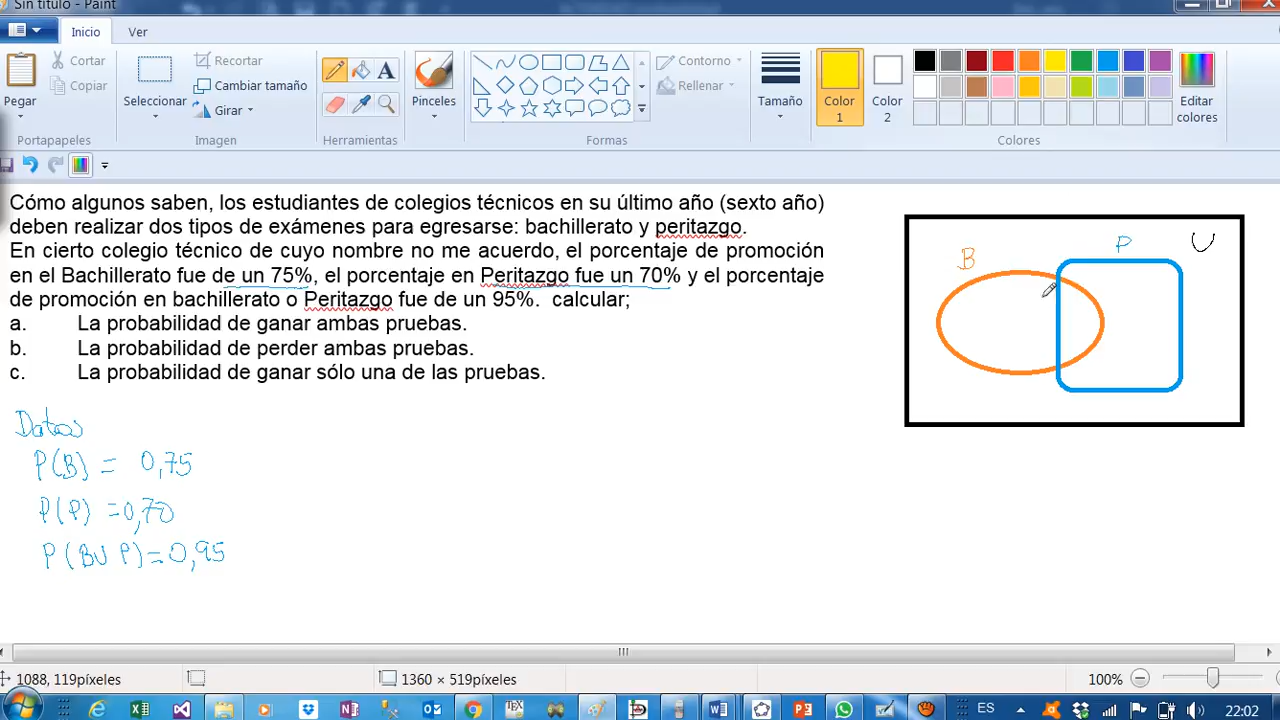 Sin título - Paint
Inicio
Ver
Pegar
Cortar
Copiar
Portapapeles
Seleccionar
Recortar
Cambiar tamaño
Girar
Imagen
A
Herramientas
Pinceles
Contorno
Rellenar
Formas
Tamaño
Color 1
Color 2
Editar colores
Colores
Cómo algunos saben, los estudiantes de colegios técnicos en su último año (sexto año)
deben realizar dos tipos de exámenes para egresarse: bachillerato y peritazgo.
En cierto colegio técnico de cuyo nombre no me acuerdo, el porcentaje de promoción
en el Bachillerato fue de un 75%, el porcentaje en Peritazgo fue un 70% y el porcentaje
de promoción en bachillerato o Peritazgo fue de un 95%. calcular;
a. La probabilidad de ganar ambas pruebas.
b. La probabilidad de perder ambas pruebas.
c. La probabilidad de ganar sólo una de las pruebas.
B
P
U
Datos
P(B) = 0,75
P(P) =0,70
P(BUP)=0,95
1088, 119píxeles
1360 × 519píxeles
100%
ES
22:02